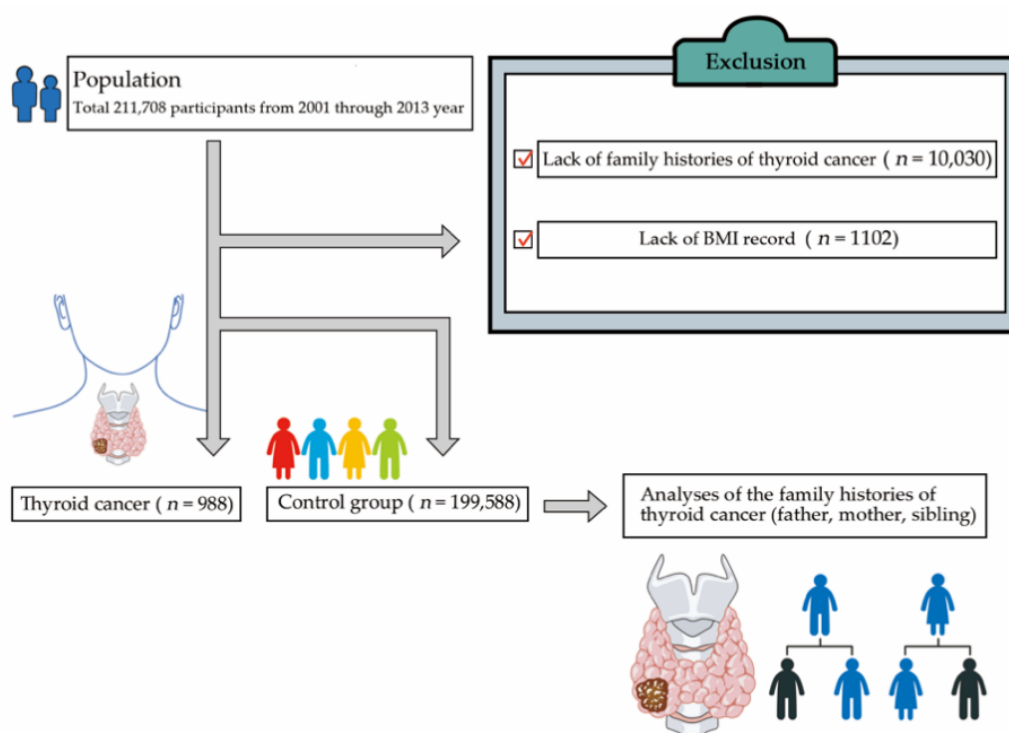 Population
Total 211,708 participants from 2001 through 2013 year
Exclusion
Lack of family histories of thyroid cancer ( n = 10,030)
Lack of BMI record ( n = 1102)
Thyroid cancer ( n = 988)
Control group ( n = 199,588)
Analyses of the family histories of
thyroid cancer (father, mother, sibling)